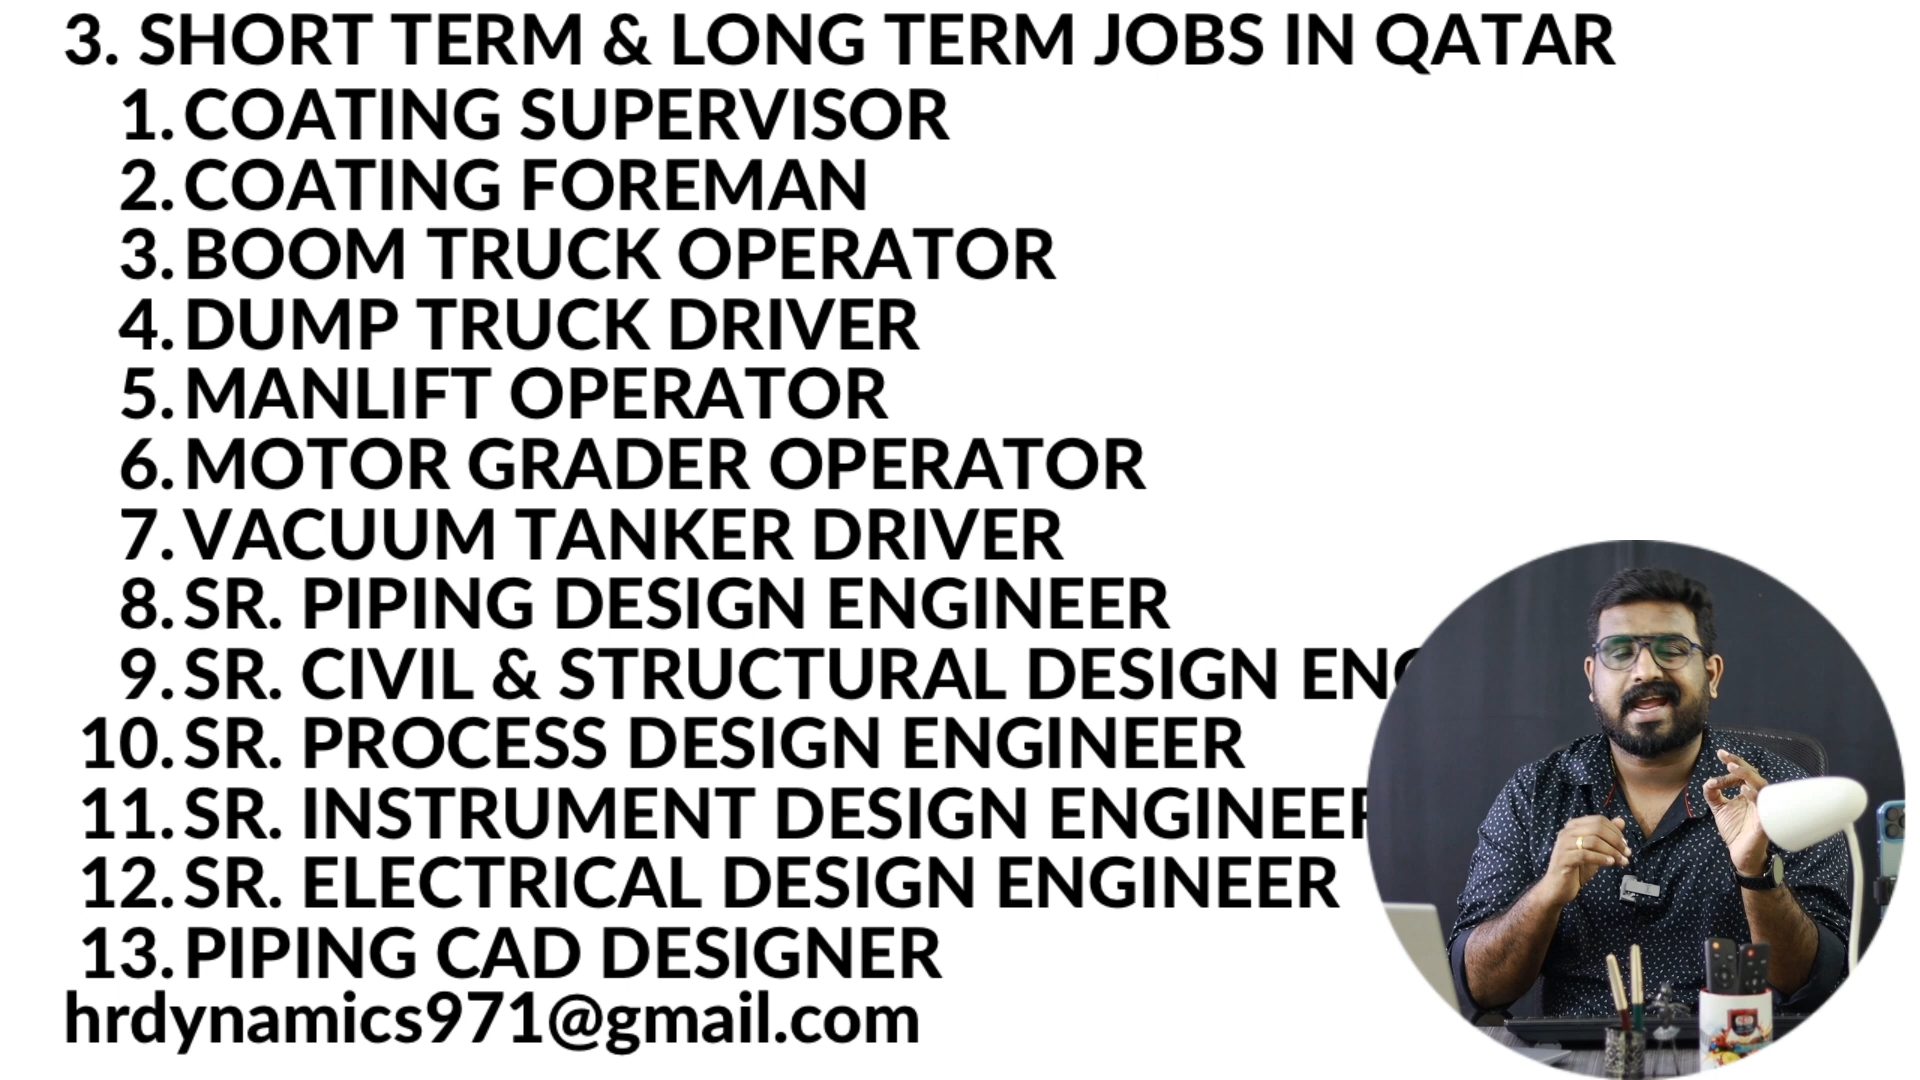 3. SHORT TERM & LONG TERM JOBS IN QATAR
1. COATING SUPERVISOR
2. COATING FOREMAN
3. BOOM TRUCK OPERATOR
4. DUMP TRUCK DRIVER
5. MANLIFT OPERATOR
6. MOTOR GRADER OPERATOR
7. VACUUM TANKER DRIVER
8. SR. PIPING DESIGN ENGINEER
9. SR. CIVIL & STRUCTURAL DESIGN
10. SR. PROCESS DESIGN ENGINEER
11. SR. INSTRUMENT DESIGN ENGINEER
12. SR. ELECTRICAL DESIGN ENGINEER
13. PIPING CAD DESIGNER
hrdynamics971@gmail.com